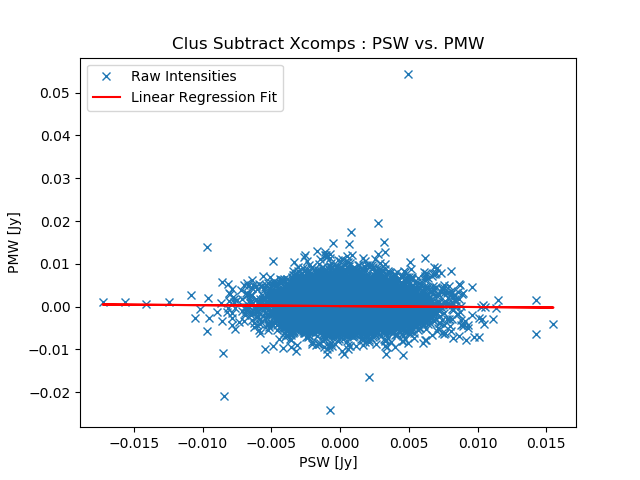 Clus Subtract Xcomps : PSW vs. PMW
Raw Intensities
Linear Regression Fit
PMW [Jy]
0.05
0.04
0.03
0.02
0.01
0.00
−0.01
−0.02
−0.015 −0.010 −0.005 0.000 0.005 0.010 0.015
PSW [Jy]